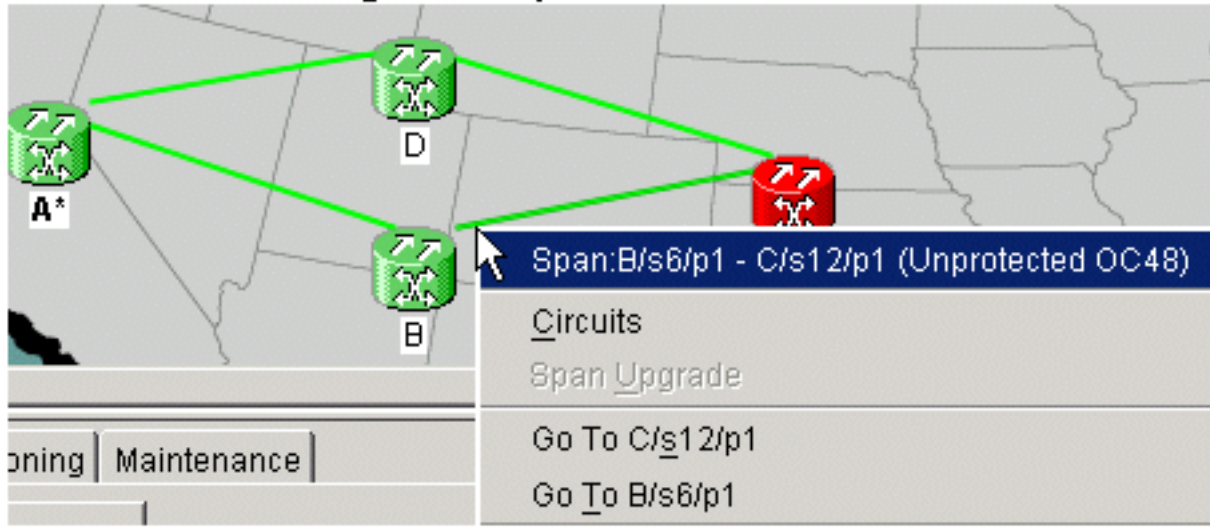 D
A*
Span:B/s6/p1 - C/s12/p1 (Unprotected OC48)
Circuits
B
Span Upgrade
Go To C/s12/p1
oning Maintenance
Go To B/s6/p1